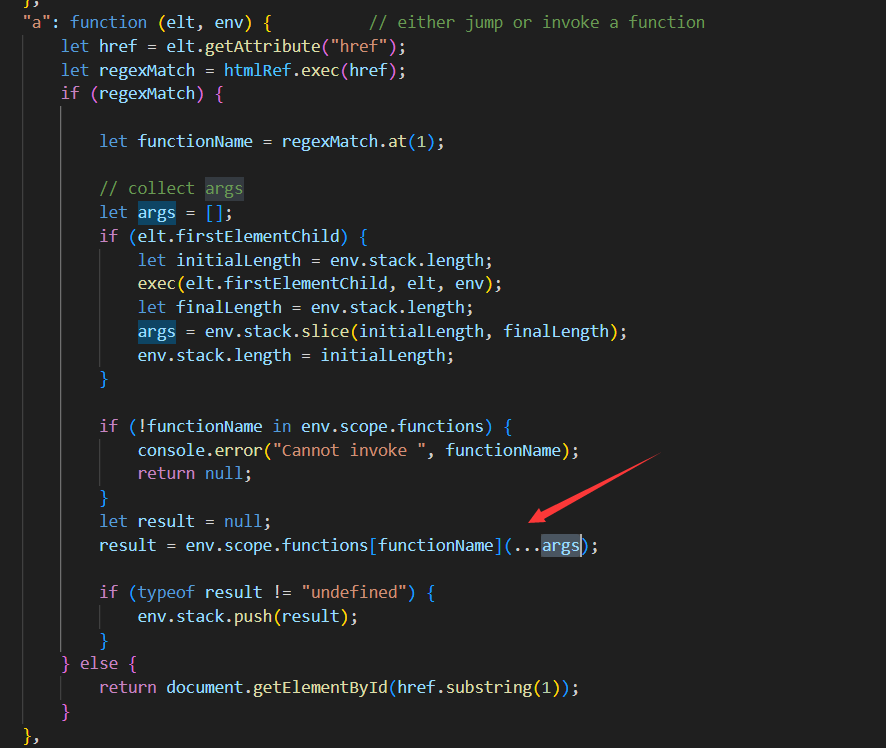 },
"a": function (elt, env) {          // either jump or invoke a function
    let href = elt.getAttribute("href");
    let regexMatch = htmlRef.exec(href);
    if (regexMatch) {

        let functionName = regexMatch.at(1);

        // collect args
        let args = [];
        if (elt.firstElementChild) {
            let initialLength = env.stack.length;
            exec(elt.firstElementChild, elt, env);
            let finalLength = env.stack.length;
            args = env.stack.slice(initialLength, finalLength);
            env.stack.length = initialLength;
        }

        if (!functionName in env.scope.functions) {
            console.error("Cannot invoke ", functionName);
            return null;
        }
        let result = null;
        result = env.scope.functions[functionName](...args);

        if (typeof result != "undefined") {
            env.stack.push(result);
        }
    } else {
        return document.getElementById(href.substring(1));
    }
},